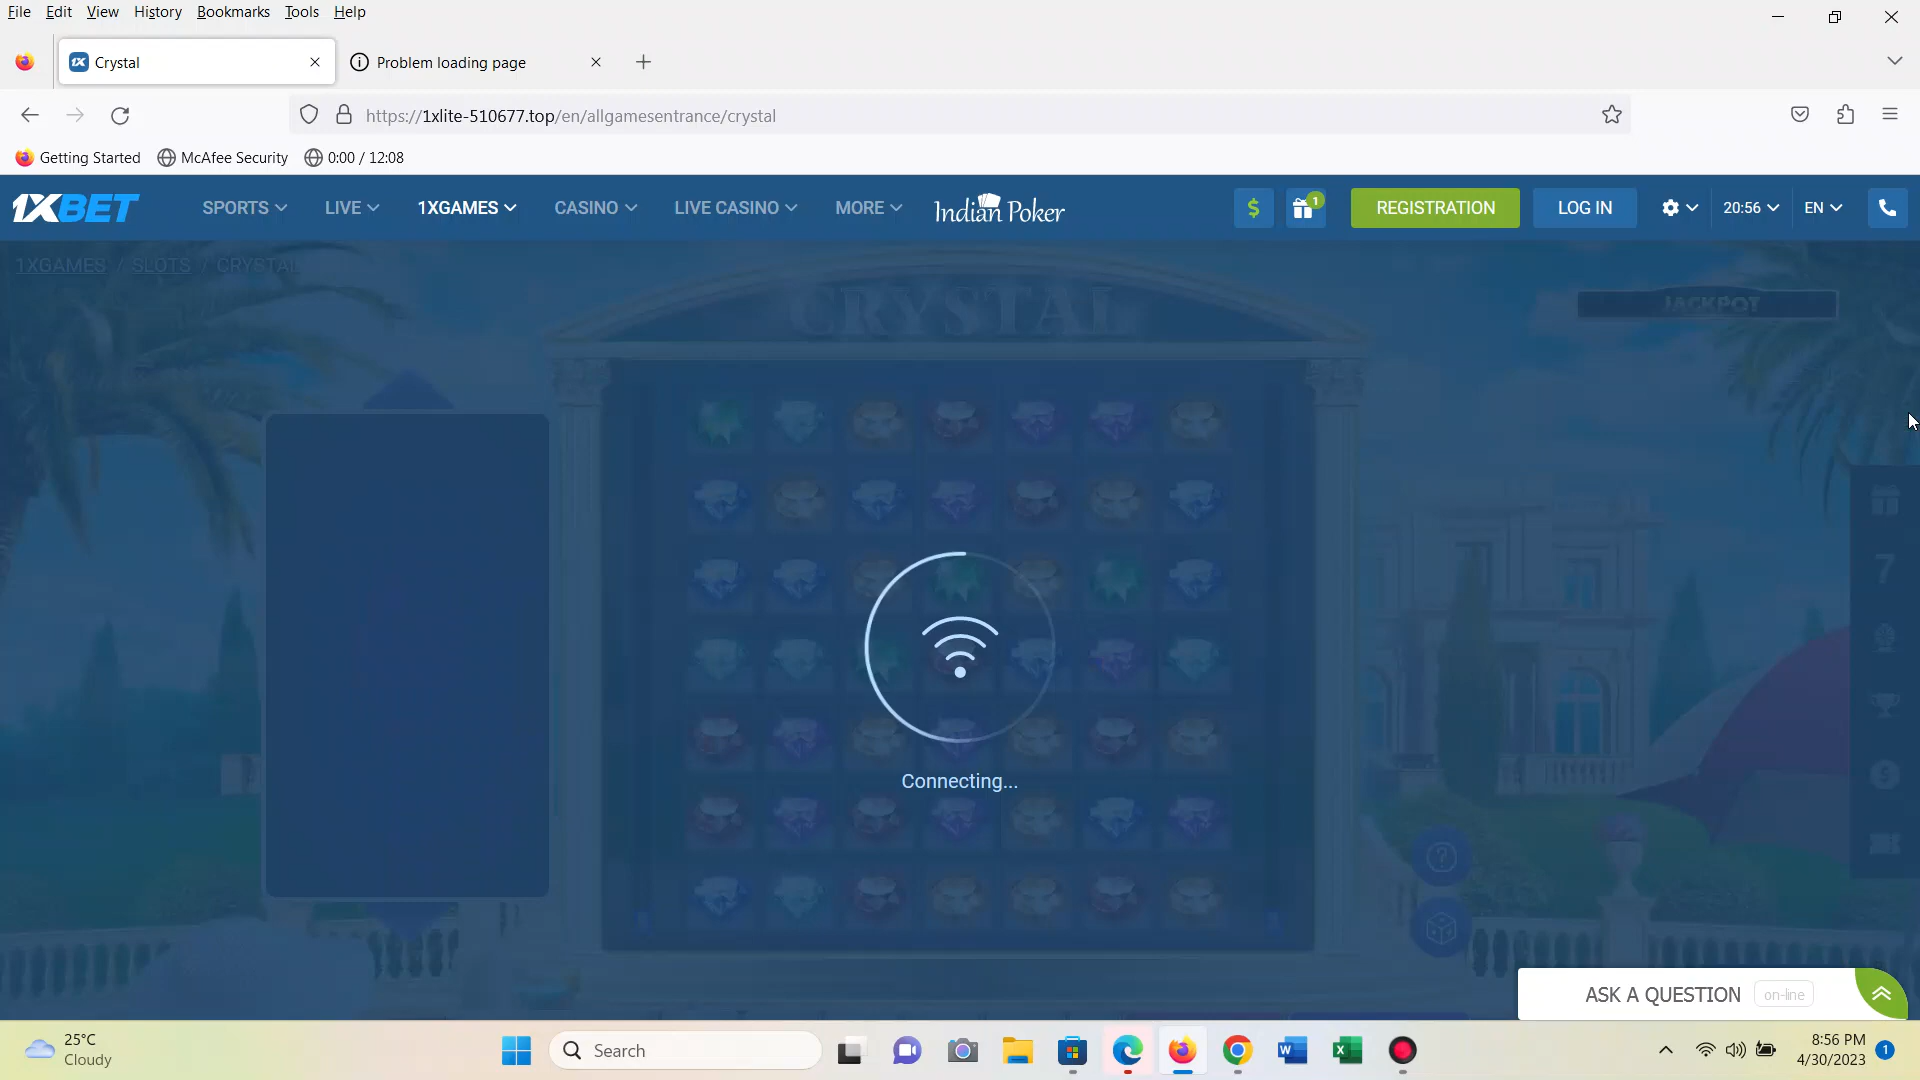 File Edit View History Bookmarks Tools Help
Crystal
Problem loading page
https://1xlite-510677.top/en/allgamesentrance/crystal
Getting Started McAfee Security 0:00 / 12:08
1XBET SPORTS LIVE 1XGAMES CASINO LIVE CASINO MORE Indian Poker $ 1 REGISTRATION LOG IN 20:56 EN
1XGAMES / SLOTS / CRYSTAL
CRYSTAL
JACKPOT
7
Connecting...
ASK A QUESTION on-line
25°C
Cloudy
Search
8:56 PM
4/30/2023
1